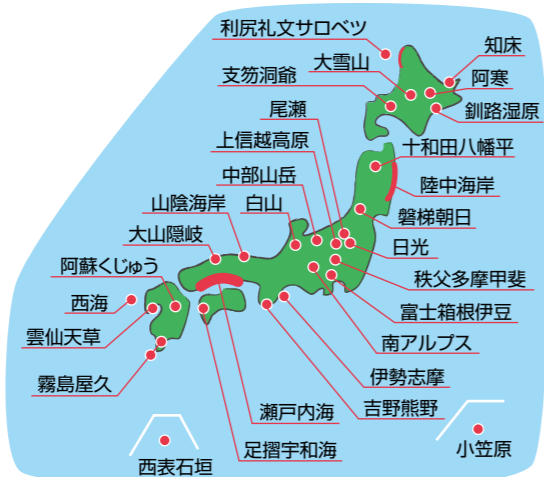 利尻礼文サロベツ
知床
大雪山
阿寒
支笏洞爺
釧路湿原
尾瀬
上信越高原
十和田八幡平
中部山岳
陸中海岸
山陰海岸
白山
磐梯朝日
大山隠岐
日光
阿蘇くじゅう
秩父多摩甲斐
西海
富士箱根伊豆
雲仙天草
南アルプス
伊勢志摩
霧島屋久
瀬戸内海
吉野熊野
足摺宇和海
小笠原
西表石垣